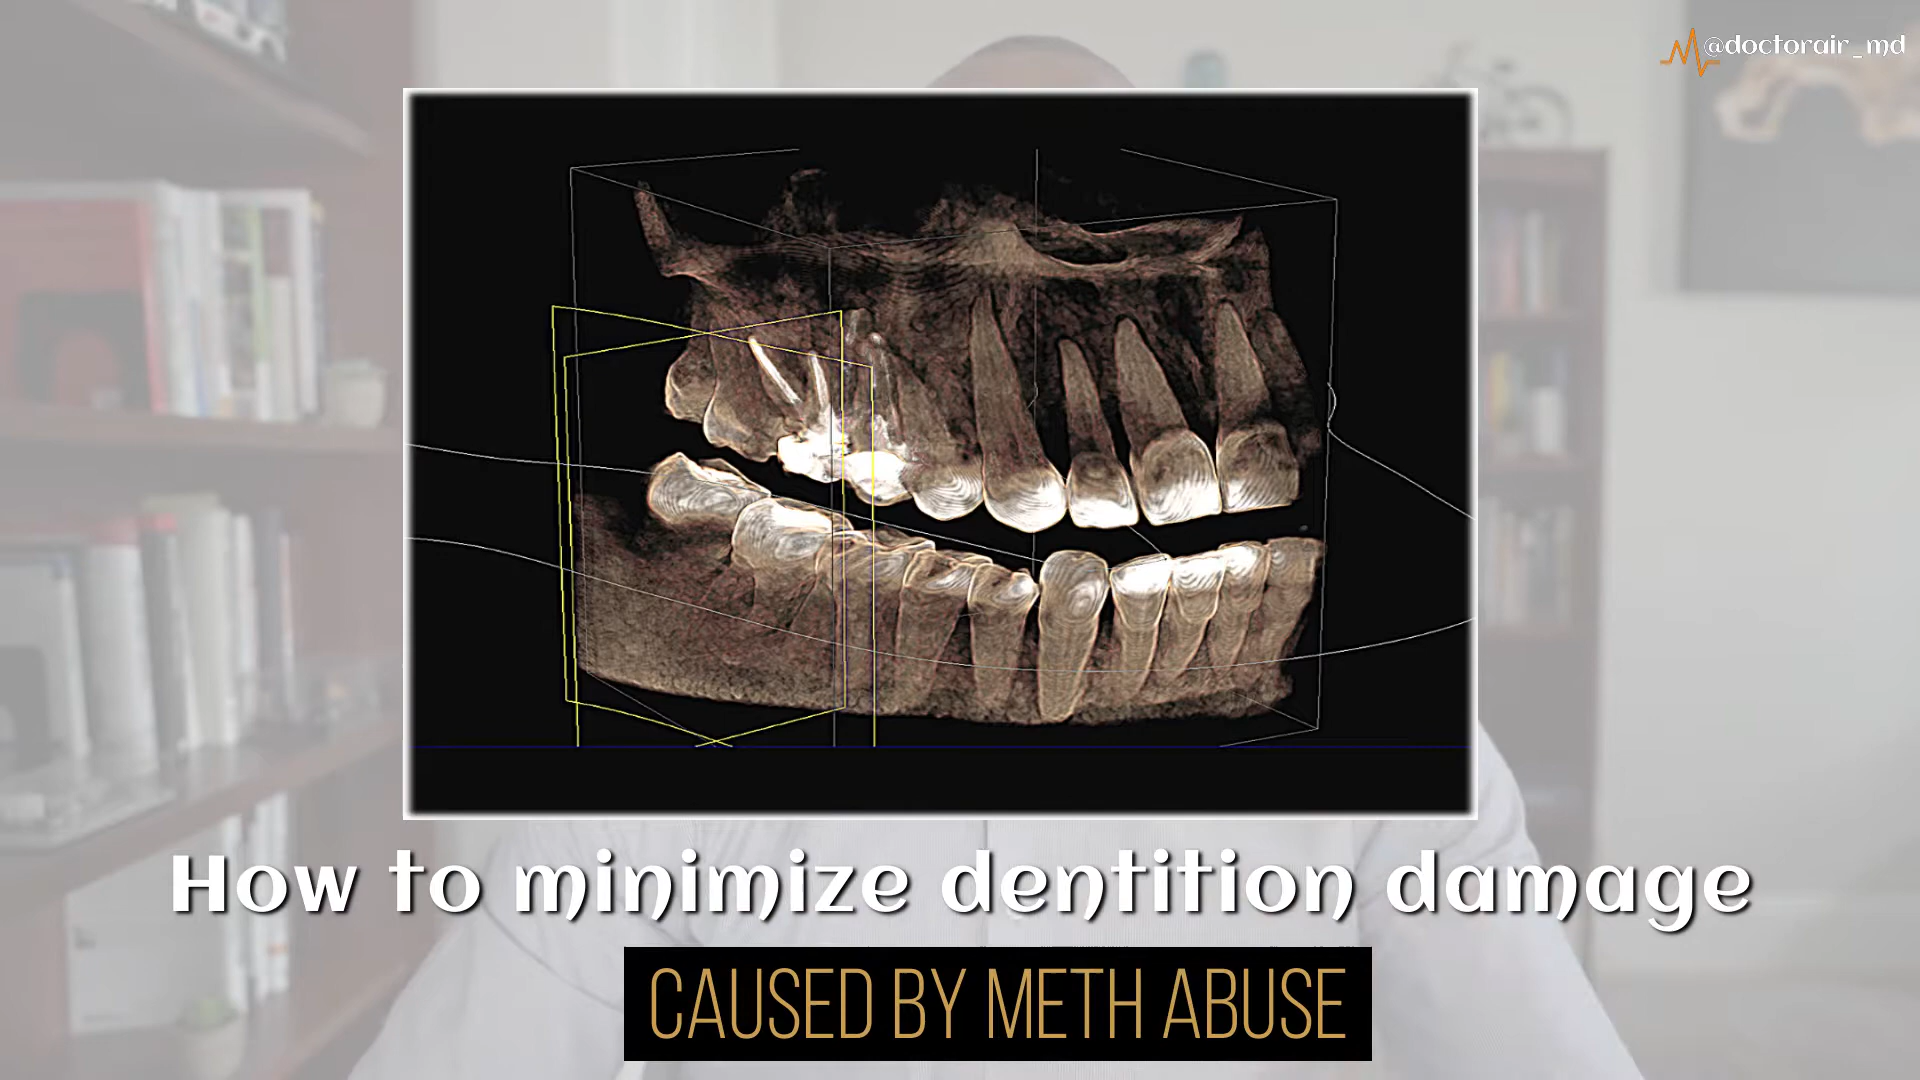 @doctorair_md
How to minimize dentition damage
CAUSED BY METH ABUSE